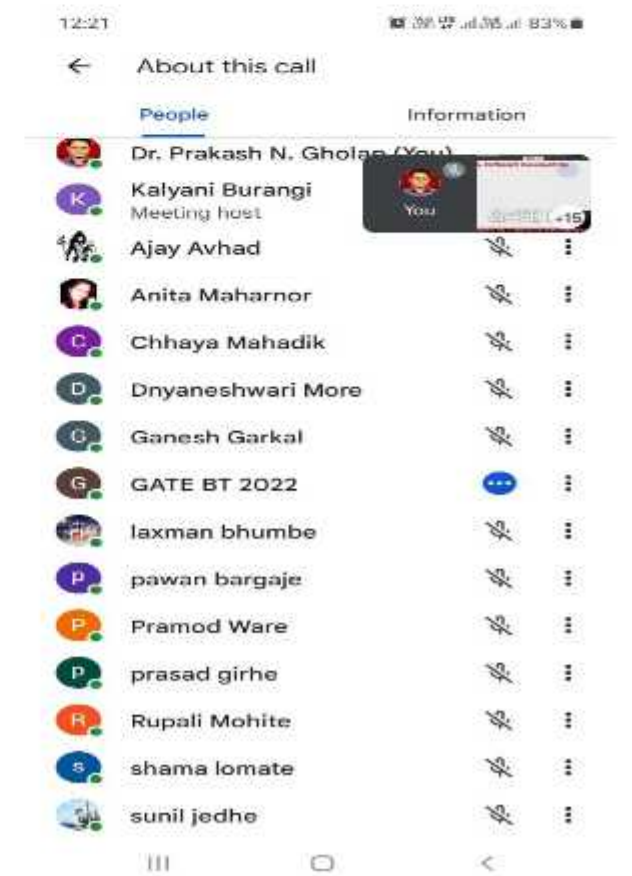 12:21
83%
About this call
People Information
Dr. Prakash N. Gholap (You)
K Kalyani Burangi
Meeting host
You
+15
Ajay Avhad
Anita Maharnor
C Chhaya Mahadik
D Dnyaneshwari More
G Ganesh Garkal
G GATE BT 2022
laxman bhumbe
P pawan bargaje
P Pramod Ware
P prasad girhe
R Rupali Mohite
s shama lomate
sunil jedhe